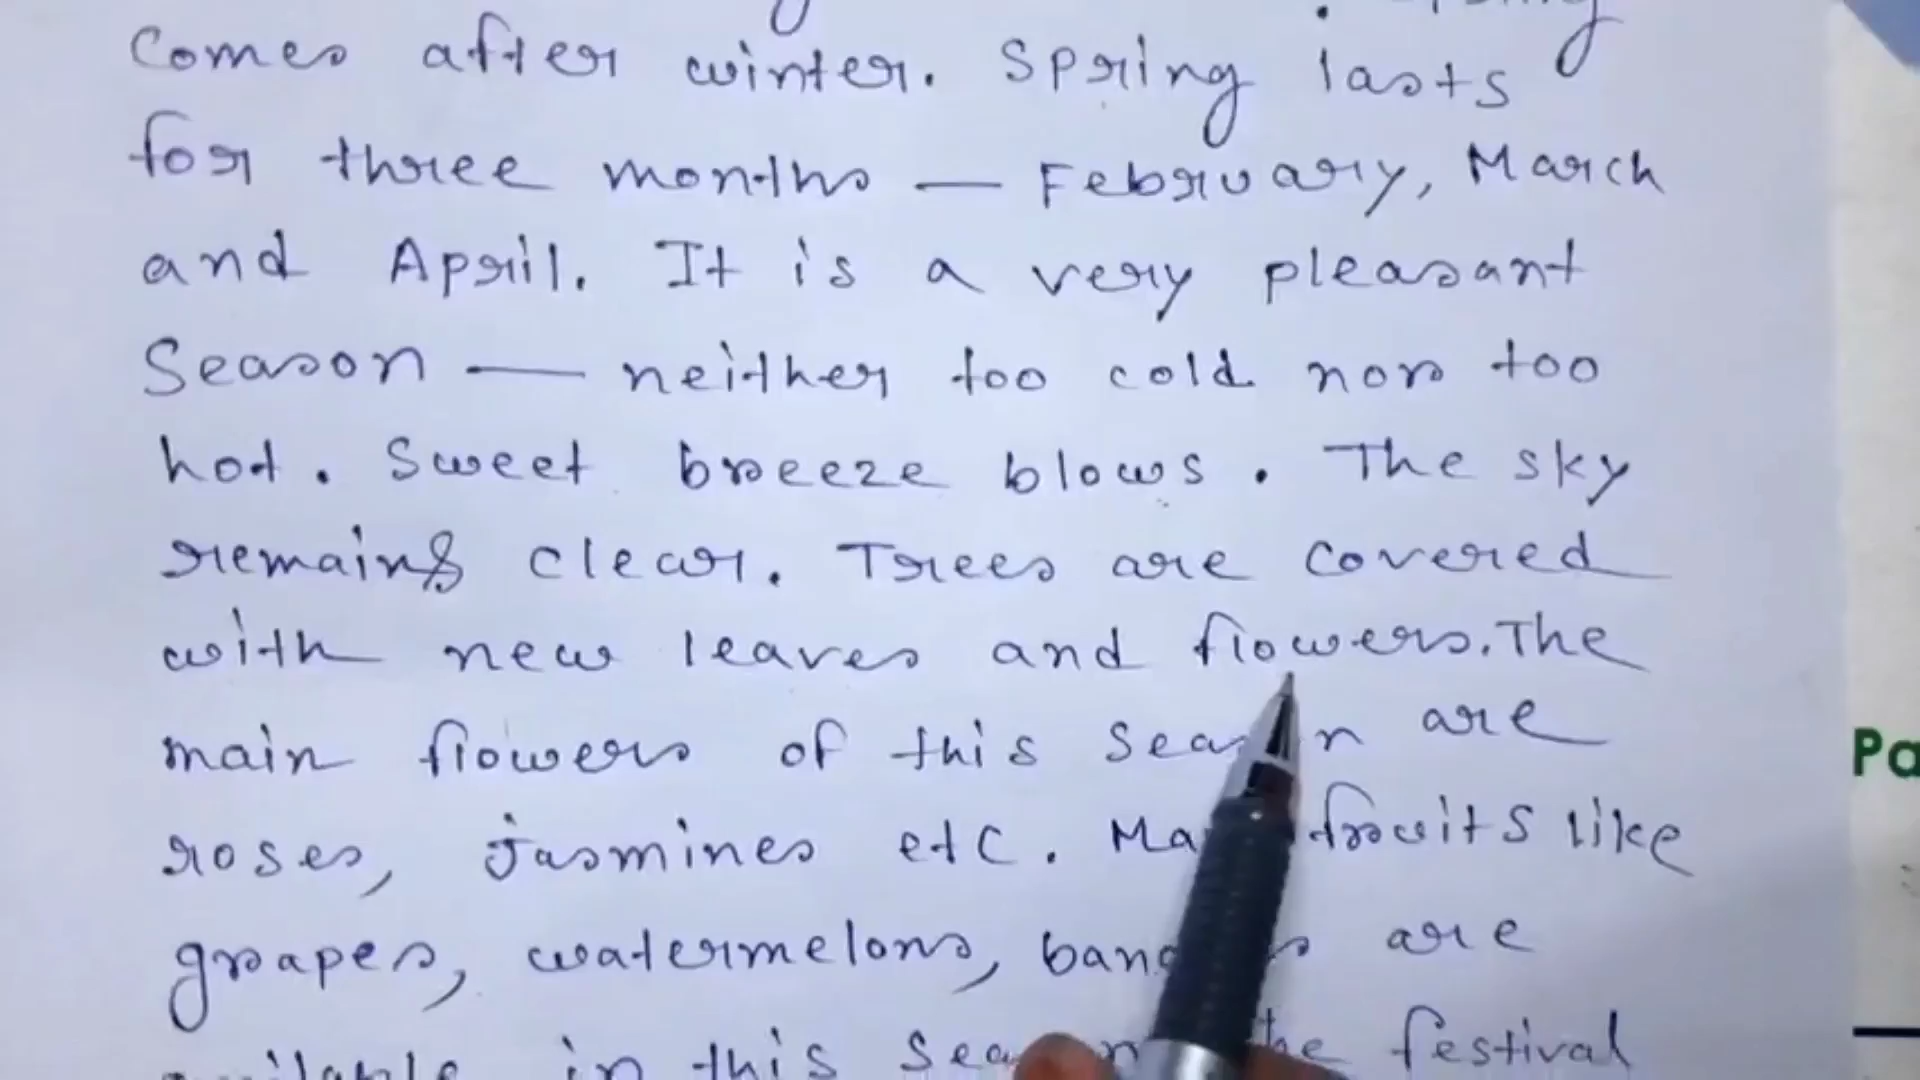 Comes after winter. Spring lasts
for three months — February, March
and April. It is a very pleasant
Season — neither too cold nor too
hot. Sweet breeze blows. The sky
remains clear. Trees are covered
with new leaves and flowers. The
main flowers of this are
roses, jasmines etc. fruits like
grapes, watermelons, are
in this festival
Pa